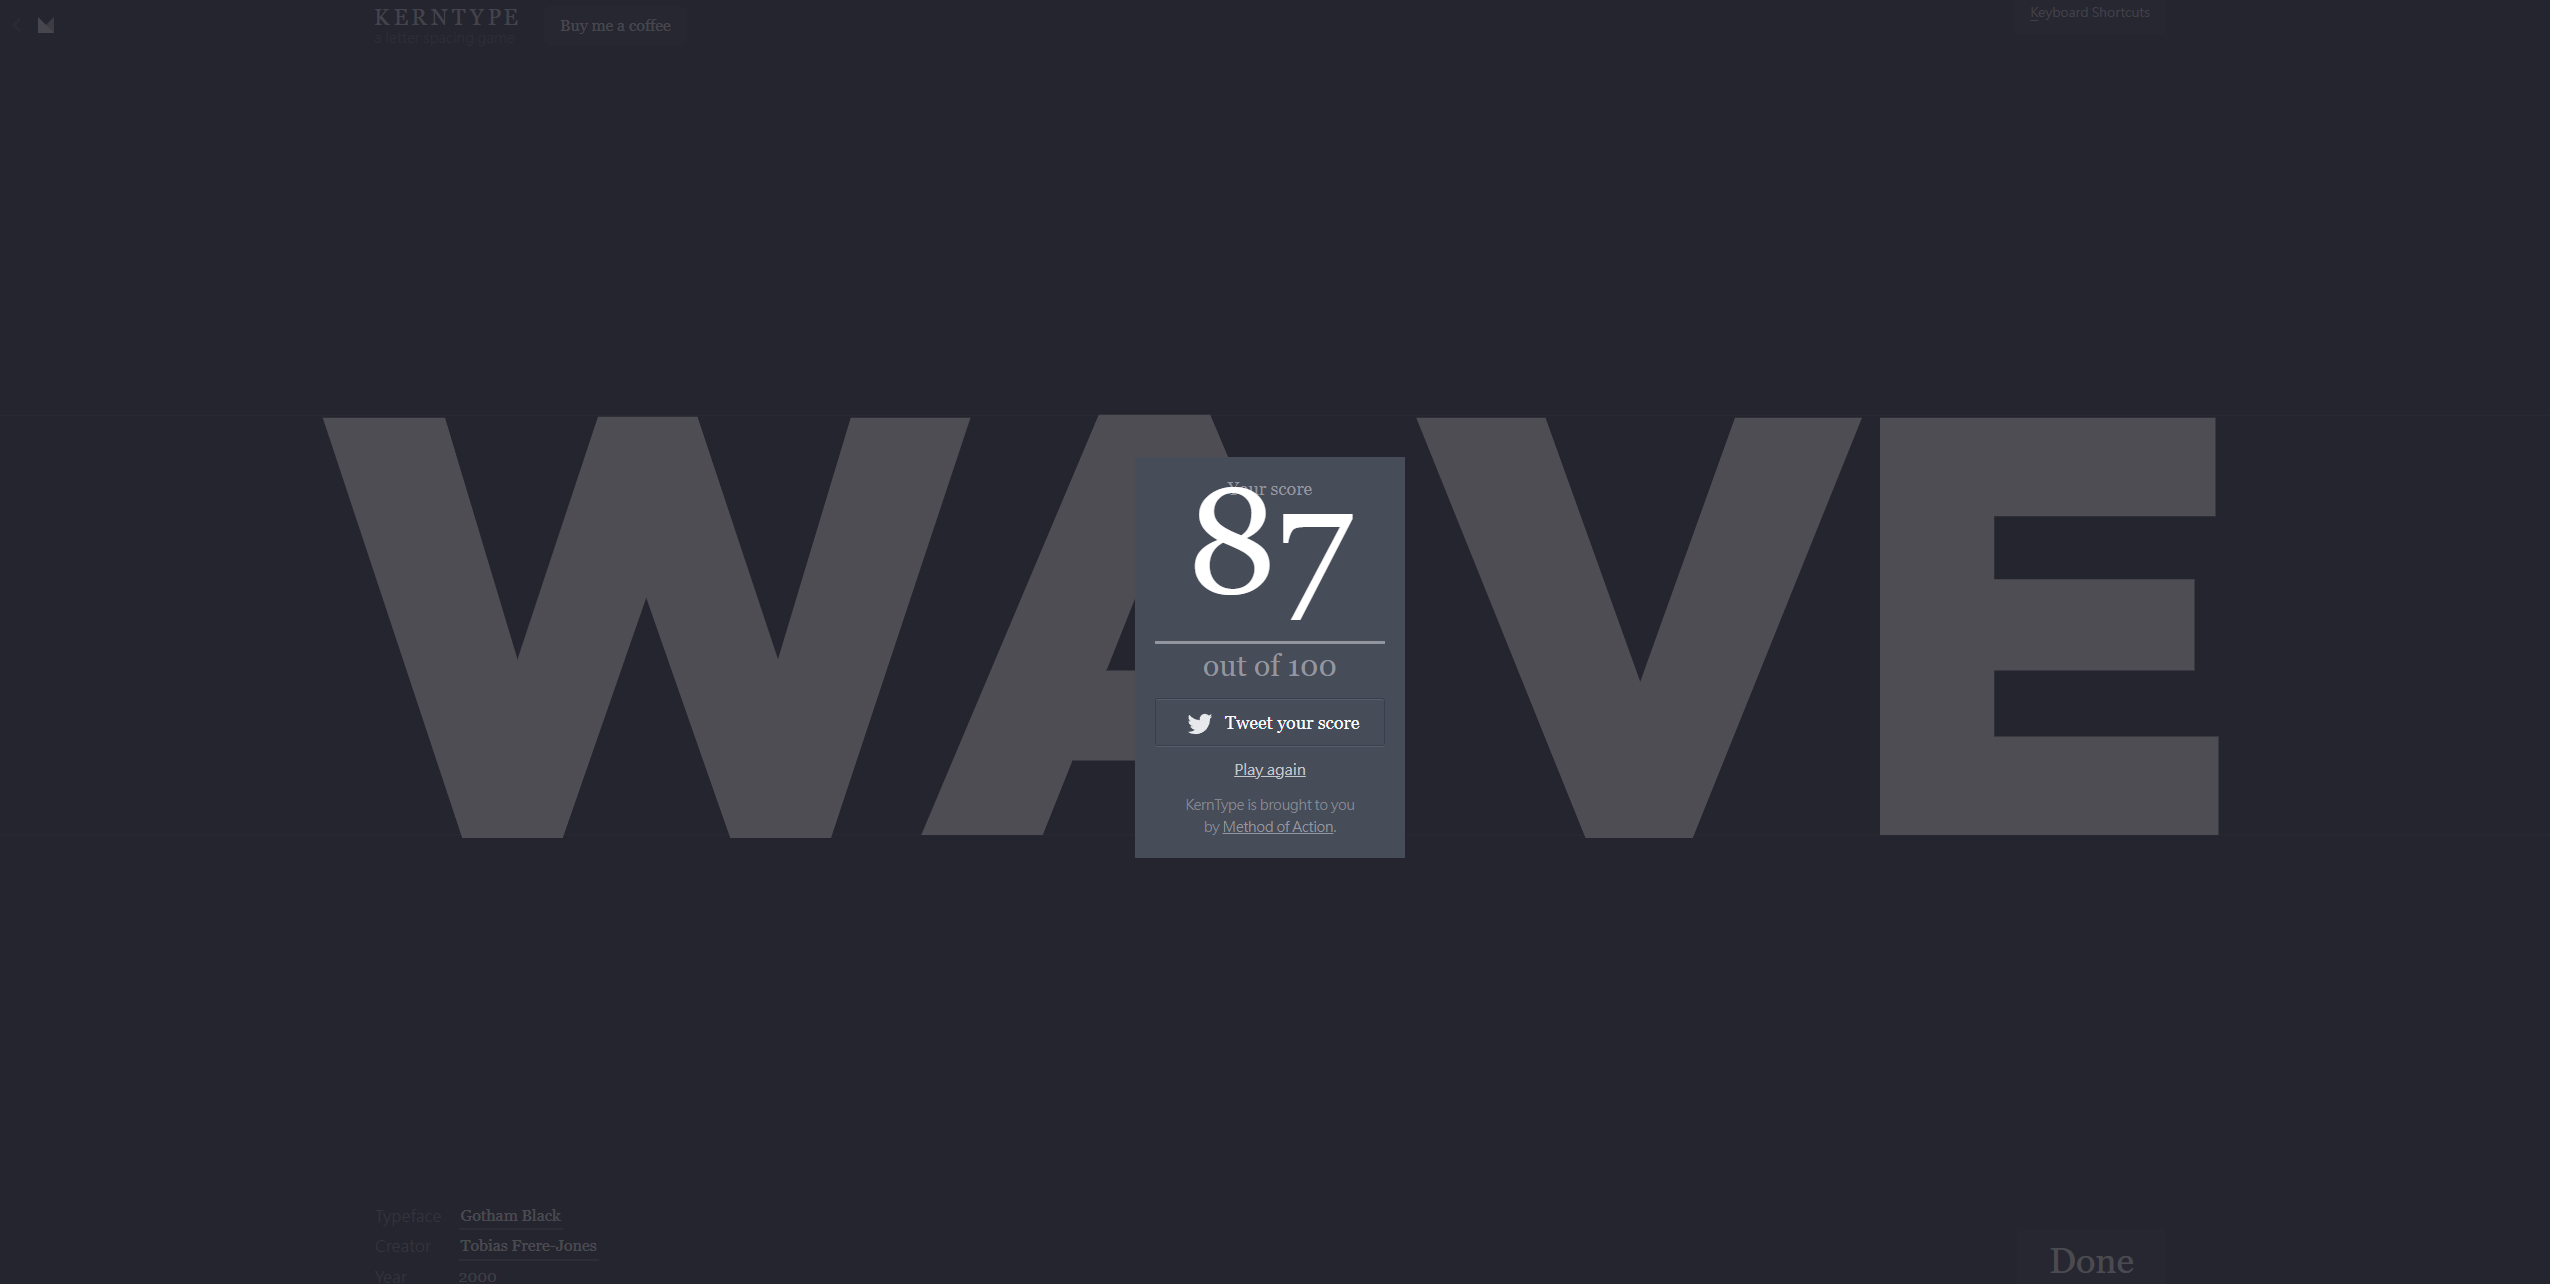 KERNTYPE
a letter spacing game
Buy me a coffee
Keyboard Shortcuts
WAVE
Your score
87
out of 100
Tweet your score
Play again
KernType is brought to you
by Method of Action.
Typeface Gotham Black
Creator Tobias Frere-Jones
Year 2000
Done